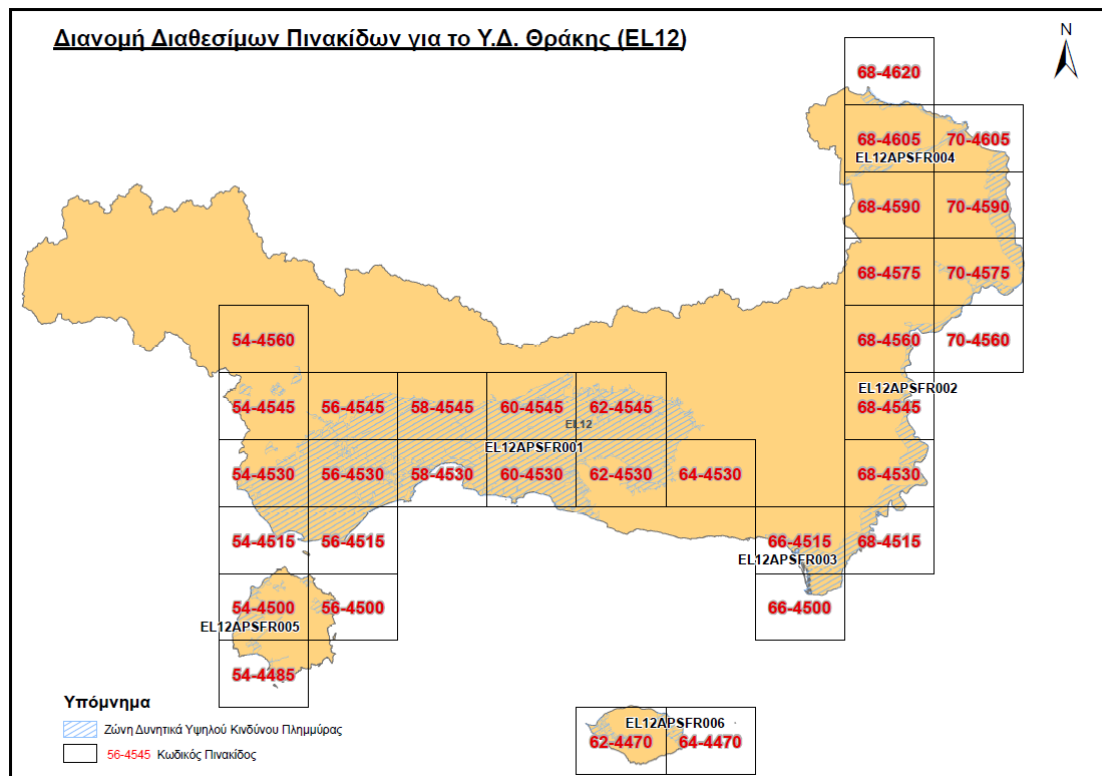 Διανομή Διαθεσίμων Πινακίδων για το Υ.Δ. Θράκης (EL12)
N
68-4620
68-4605 70-4605
EL12APSFR004
68-4590 70-4590
68-4575 70-4575
54-4560 68-4560 70-4560
EL12APSFR002
54-4545 56-4545 58-4545 60-4545 62-4545 68-4545
EL12
EL12APSFR001
54-4530 56-4530 58-4530 60-4530 62-4530 64-4530 68-4530
54-4515 56-4515 66-4515 68-4515
EL12APSFR003
54-4500 56-4500 66-4500
EL12APSFR005
54-4485
Υπόμνημα
Ζώνη Δυνητικά Υψηλού Κινδύνου Πλημμύρας
56-4545 Κωδικός Πινακίδος
EL12APSFR006
62-4470 64-4470